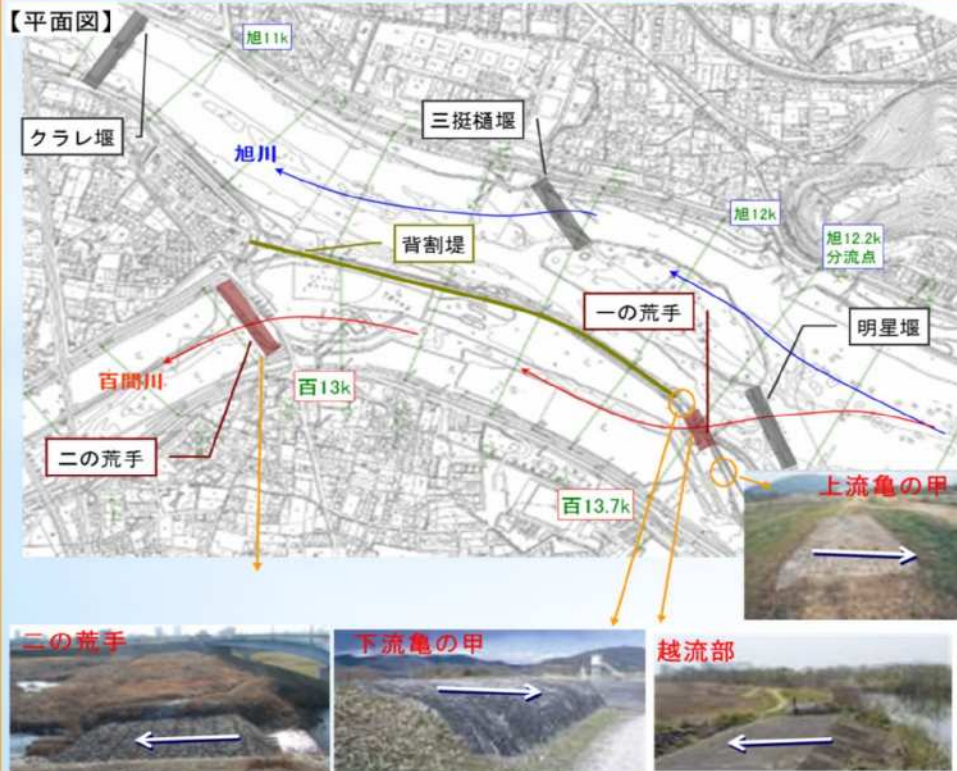 【平面図】
旭11k
クラレ堰
三挺樋堰
旭川
旭12k
背割堤
旭12.2k
分流点
一の荒手
明星堰
百間川
百13k
二の荒手
百13.7k
上流亀の甲
二の荒手
下流亀の甲
越流部